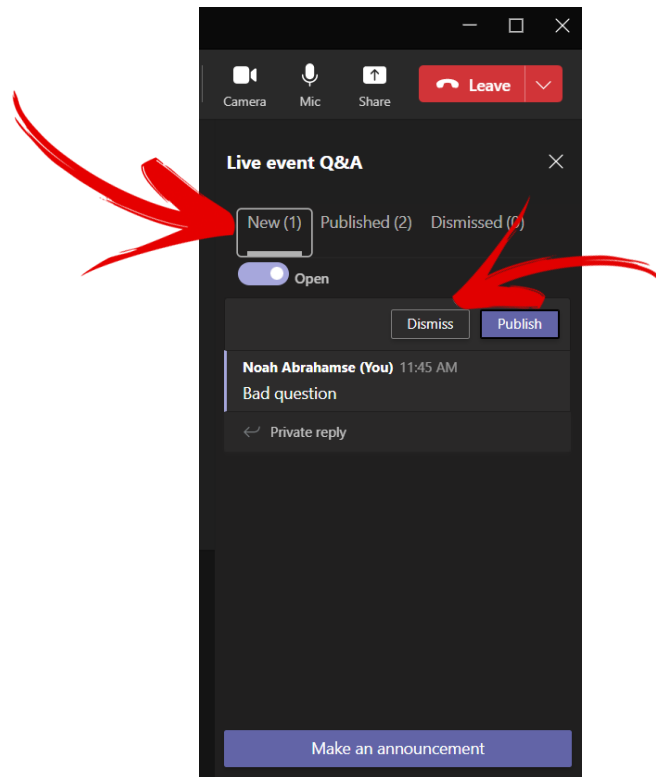 Camera Mic Share Leave
Live event Q&A
New (1) Published (2) Dismissed (0)
Open
Dismiss Publish
Noah Abrahamse (You) 11:45 AM
Bad question
Private reply
Make an announcement